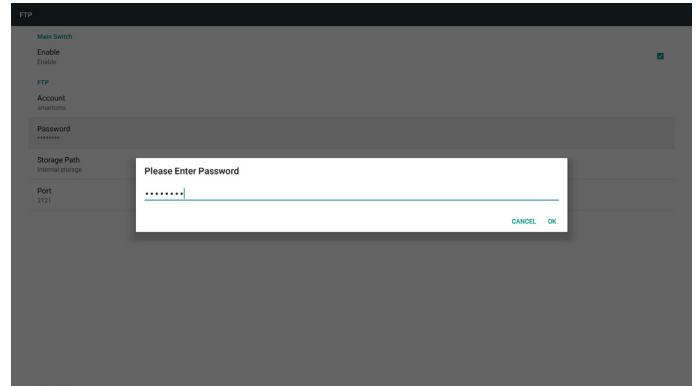 FTP
Main Switch
Enable
Enable
FTP
Account
smartcms
Password
********
Storage Path
Internal storage
Port
2121
Please Enter Password
••••••••
CANCEL OK